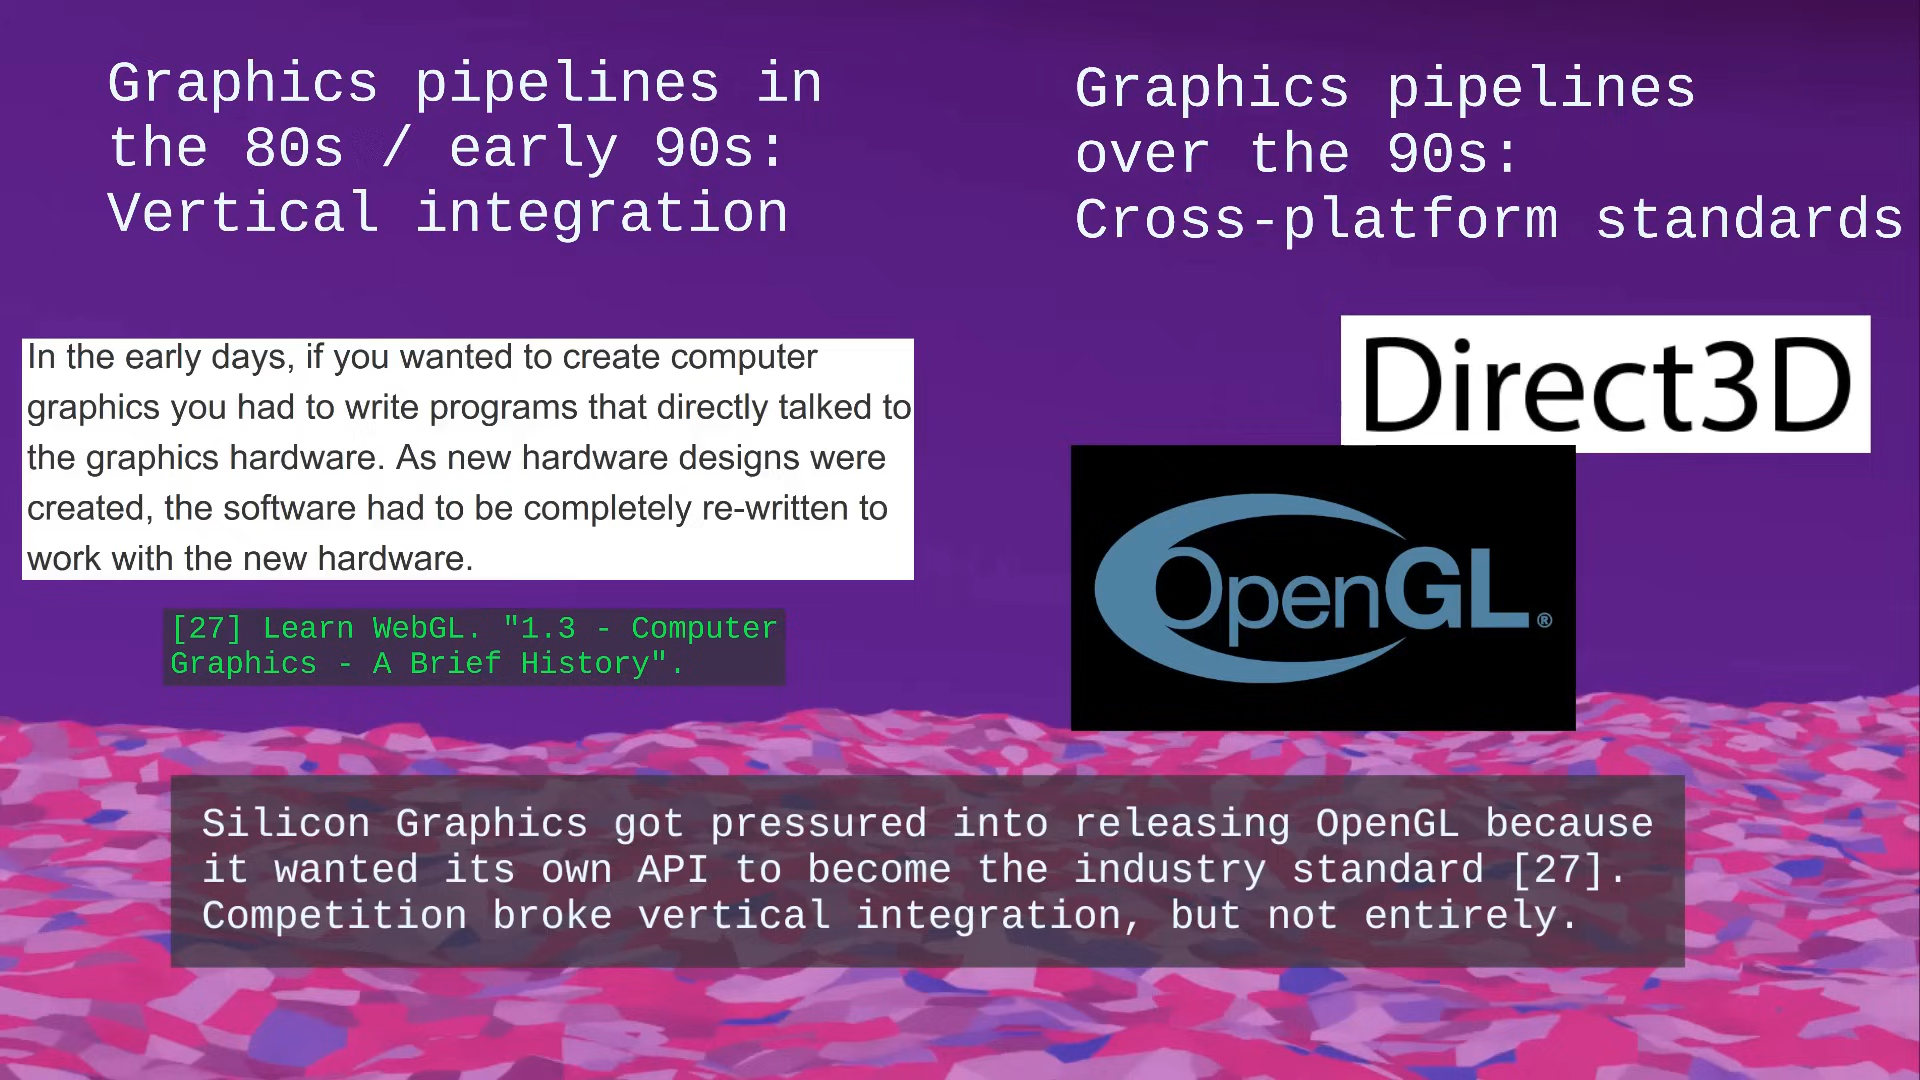 Graphics pipelines in
the 80s / early 90s:
Vertical integration
In the early days, if you wanted to create computer
graphics you had to write programs that directly talked to
the graphics hardware. As new hardware designs were
created, the software had to be completely re-written to
work with the new hardware.
[27] Learn WebGL. "1.3 - Computer
Graphics - A Brief History".
Graphics pipelines
over the 90s:
Cross-platform standards
Direct3D
OpenGL®
Silicon Graphics got pressured into releasing OpenGL because
it wanted its own API to become the industry standard [27].
Competition broke vertical integration, but not entirely.